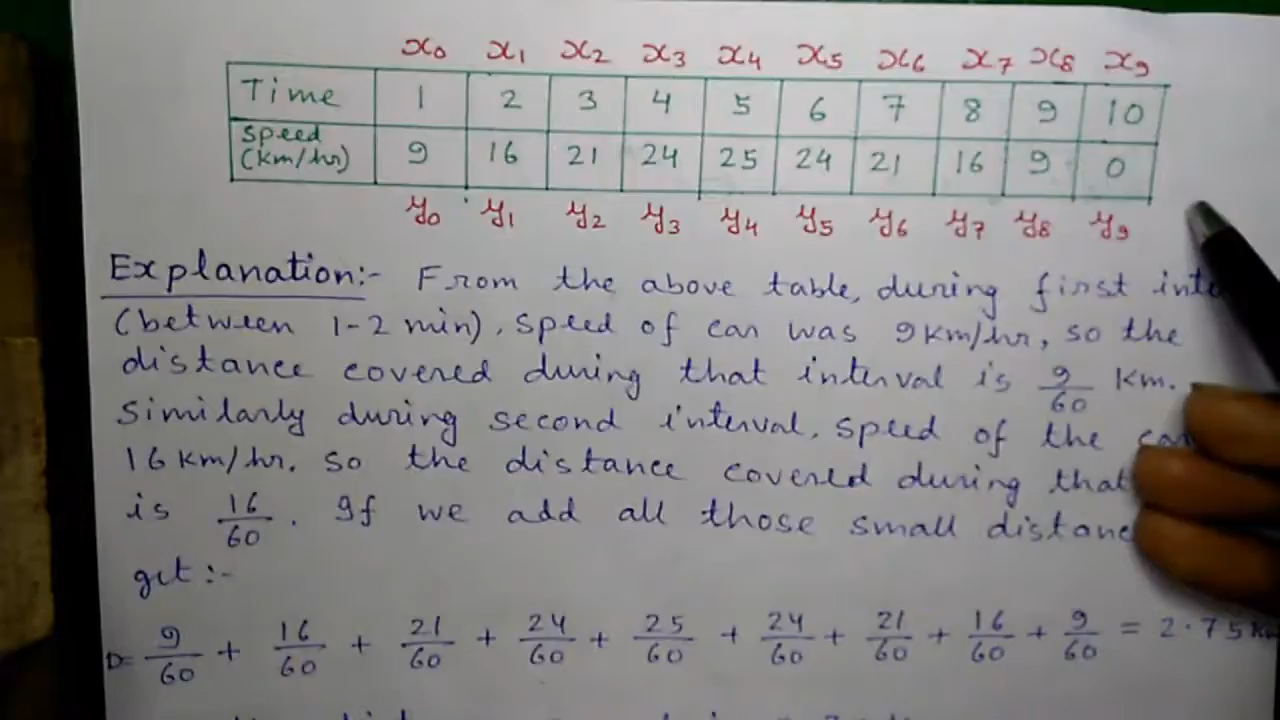 x0 x1 x2 x3 x4 x5 x6 x7 x8 x9
Time 1 2 3 4 5 6 7 8 9 10
Speed (Km/hr) 9 16 21 24 25 24 21 16 9 0
y0 y1 y2 y3 y4 y5 y6 y7 y8 y9
Explanation:- From the above table, during first
(between 1-2 min), speed of car was 9 km/hr, so the
distance covered during that interval is 9/60 Km.
Similarly during second interval, speed of the car
16 Km/hr. so the distance covered during that
is 16/60. If we add all those small
get :-
D= 9/60 + 16/60 + 21/60 + 24/60 + 25/60 + 24/60 + 21/60 + 16/60 + 9/60 = 2.75